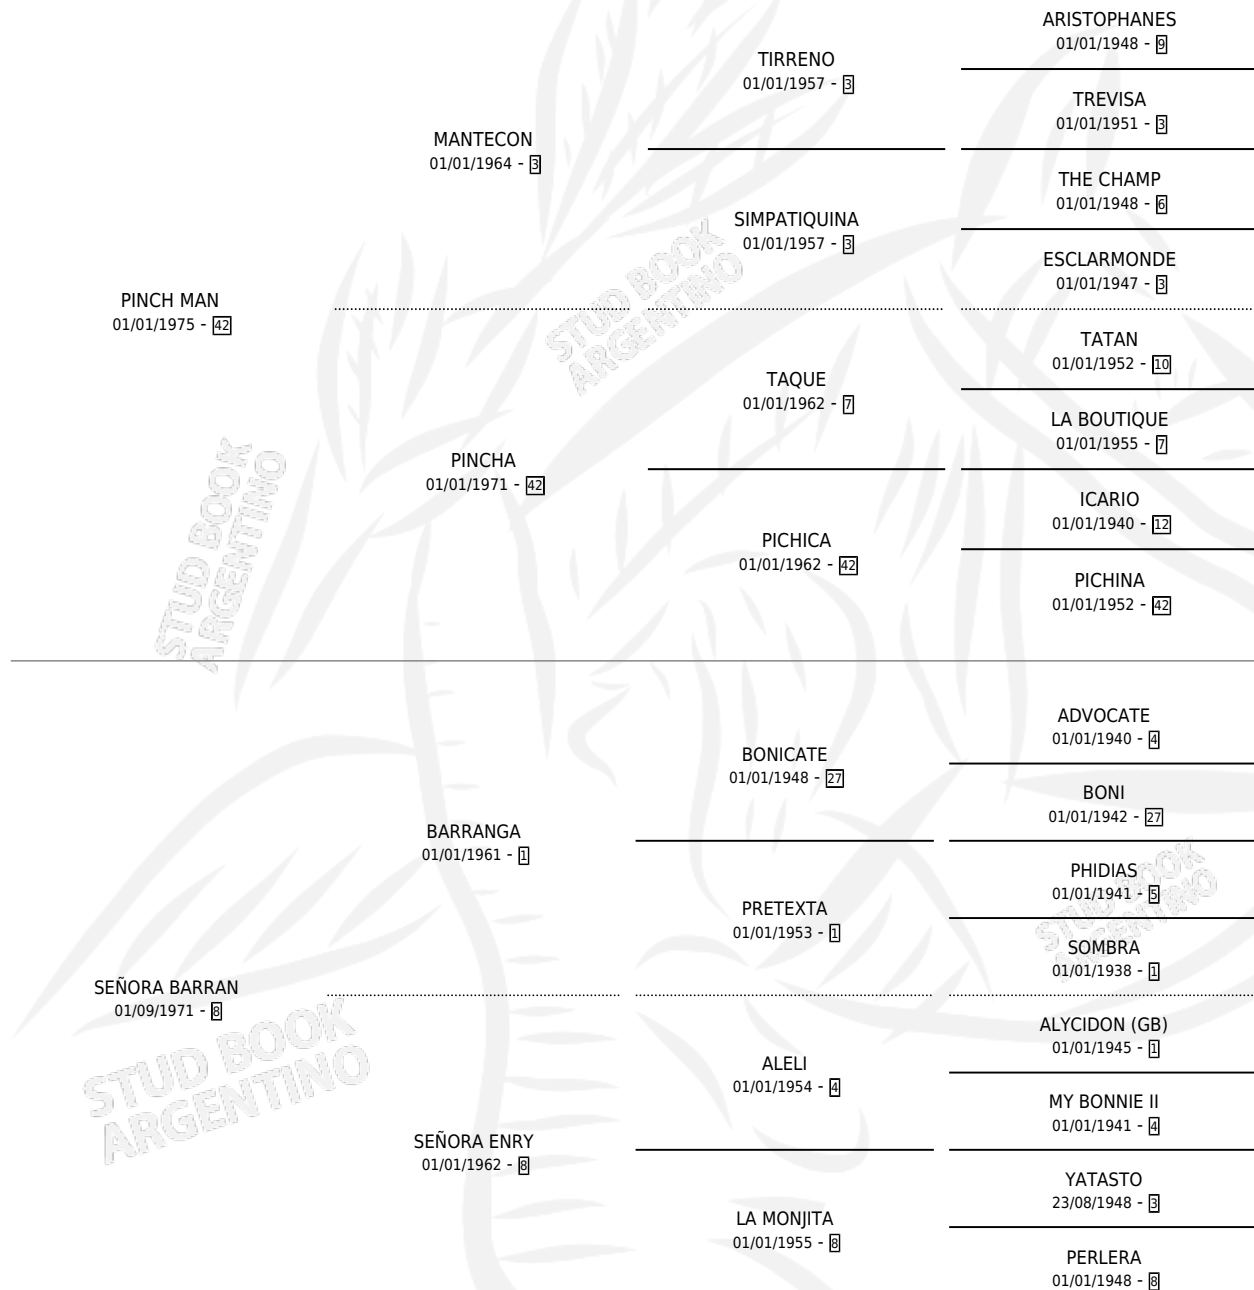 ARISTOPHANES
01/01/1948 - 9
TIRRENO
01/01/1957 - 3
TREVISA
01/01/1951 - 3
MANTECON
01/01/1964 - 3
THE CHAMP
01/01/1948 - 6
SIMPATIQUINA
01/01/1957 - 3
ESCLARMONDE
01/01/1947 - 3
PINCH MAN
01/01/1975 - 42
STUD BOOK
ARGENTINO
TATAN
01/01/1952 - 10
TAQUE
01/01/1962 - 7
LA BOUTIQUE
01/01/1955 - 7
PINCHA
01/01/1971 - 42
ICARIO
01/01/1940 - 12
PICHICA
01/01/1962 - 42
PICHINA
01/01/1952 - 42
STUD BOOK
ARGENTINO
ADVOCATE
01/01/1940 - 4
BONICATE
01/01/1948 - 27
BONI
01/01/1942 - 27
BARRANGA
01/01/1961 - 1
PHIDIAS
01/01/1941 - 5
PRETEXTA
01/01/1953 - 1
SOMBRA
01/01/1938 - 1
STUD BOOK
ARGENTINO
SEÑORA BARRAN
01/09/1971 - 8
ALYCIDON (GB)
01/01/1945 - 1
ALELI
01/01/1954 - 4
MY BONNIE II
01/01/1941 - 4
STUD BOOK
ARGENTINO
SEÑORA ENRY
01/01/1962 - 8
YATASTO
23/08/1948 - 3
LA MONJITA
01/01/1955 - 8
PERLERA
01/01/1948 - 8